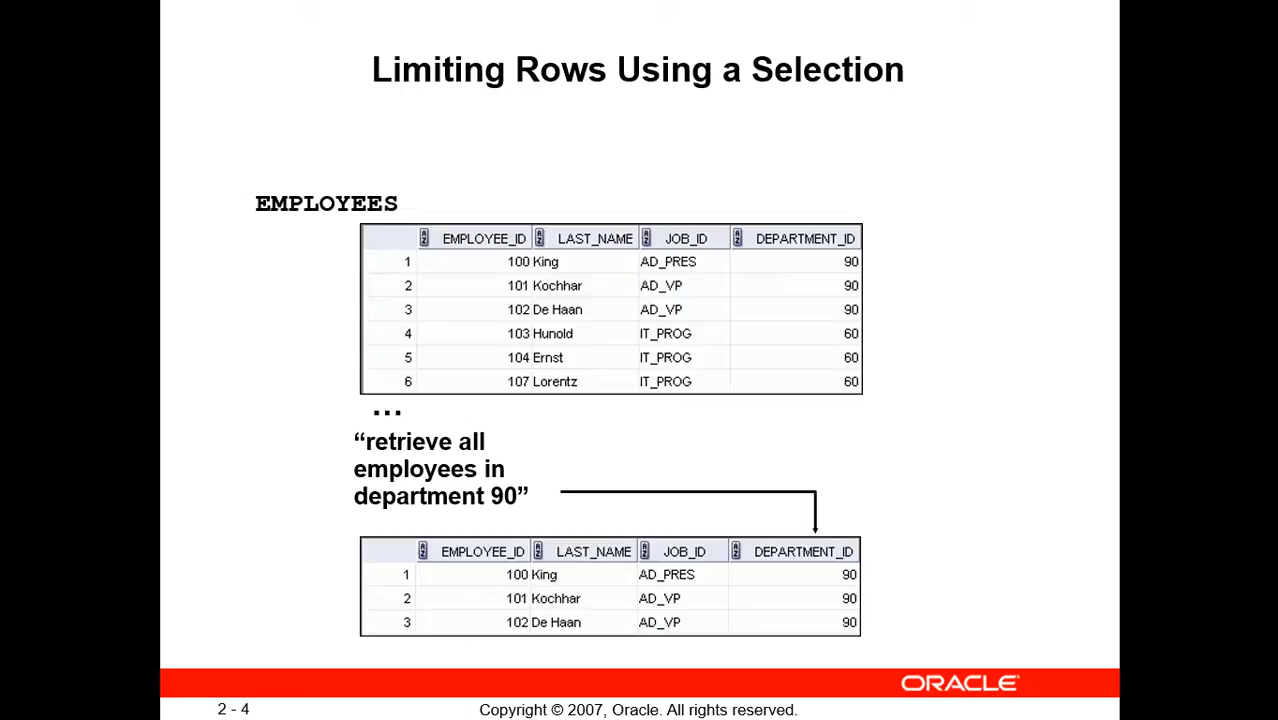 Limiting Rows Using a Selection
EMPLOYEES
EMPLOYEE_ID LAST_NAME JOB_ID DEPARTMENT_ID
1 100 King AD_PRES 90
2 101 Kochhar AD_VP 90
3 102 De Haan AD_VP 90
4 103 Hunold IT_PROG 60
5 104 Ernst IT_PROG 60
6 107 Lorentz IT_PROG 60
…
“retrieve all
employees in
department 90”
EMPLOYEE_ID LAST_NAME JOB_ID DEPARTMENT_ID
1 100 King AD_PRES 90
2 101 Kochhar AD_VP 90
3 102 De Haan AD_VP 90
ORACLE
2 - 4 Copyright © 2007, Oracle. All rights reserved.